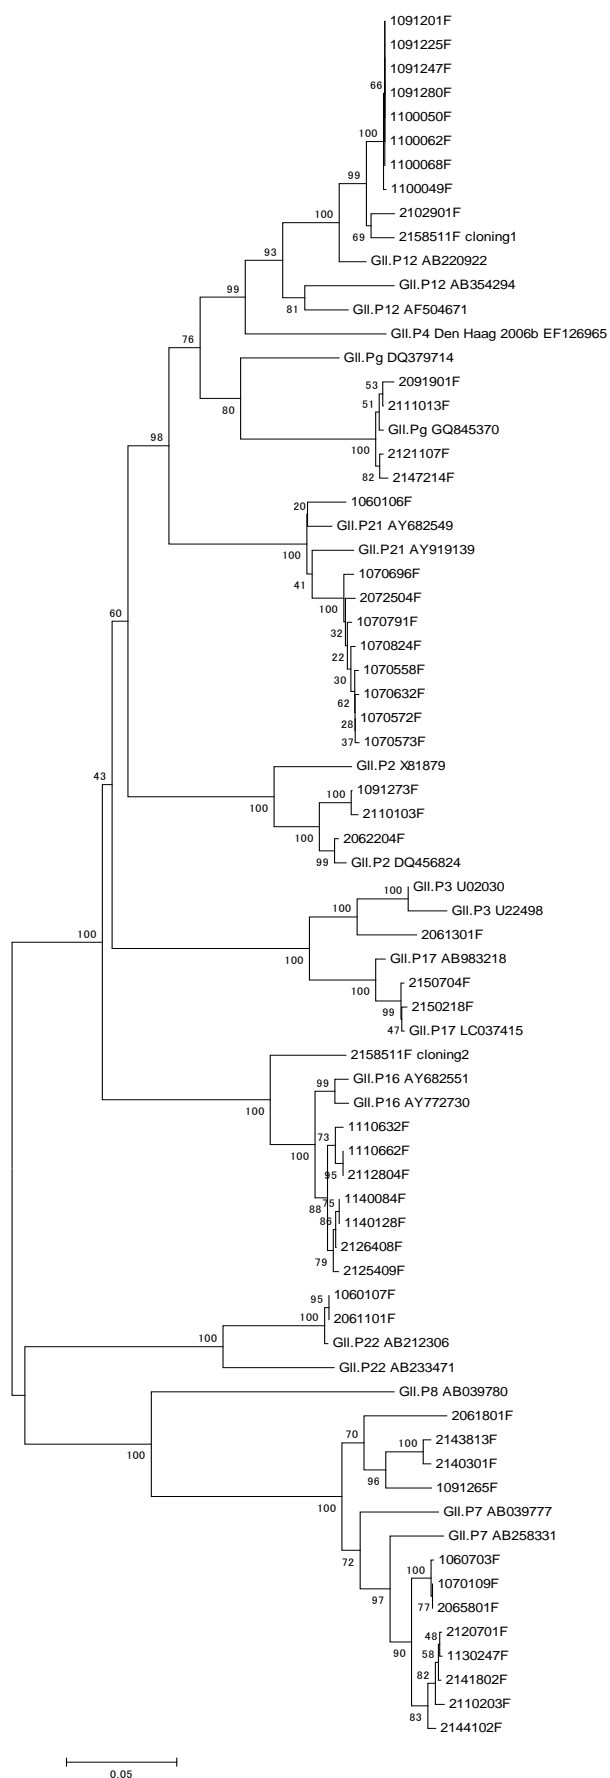 1091201F
1091225F
1091247F
66
1091280F
1100050F
100
1100062F
1100068F
99
1100049F
100
2102901F
69
2158511F cloning1
93
GII.P12 AB220922
99
GII.P12 AB354294
81
GII.P12 AF504671
76
GII.P4 Den Haag 2006b EF126965
GII.Pg DQ379714
53
2091901F
80
51
2111013F
98
GII.Pg GQ845370
100
2121107F
82
2147214F
20
1060106F
GII.P21 AY682549
100
GII.P21 AY919139
41
1070696F
100
2072504F
60
1070791F
32
1070824F
22
1070558F
30
1070632F
62
1070572F
28
1070573F
37
GII.P2 X81879
43
100
1091273F
100
2110103F
100
2062204F
99
GII.P2 DQ456824
100
GII.P3 U02030
100
GII.P3 U22498
100
2061301F
100
GII.P17 AB983218
100
2150704F
99
2150218F
47
GII.P17 LC037415
2158511F cloning2
99
GII.P16 AY682551
100
GII.P16 AY772730
1110632F
73
100
1110662F
95
2112804F
75
1140084F
88
86
1140128F
2126408F
79
2125409F
95
1060107F
100
2061101F
100
GII.P22 AB212306
GII.P22 AB233471
GII.P8 AB039780
100
2061801F
70
100
2143813F
96
2140301F
100
1091265F
GII.P7 AB039777
72
GII.P7 AB258331
100
1060703F
97
1070109F
77
2065801F
48
2120701F
90
58
1130247F
82
2141802F
83
2110203F
2144102F
0.05